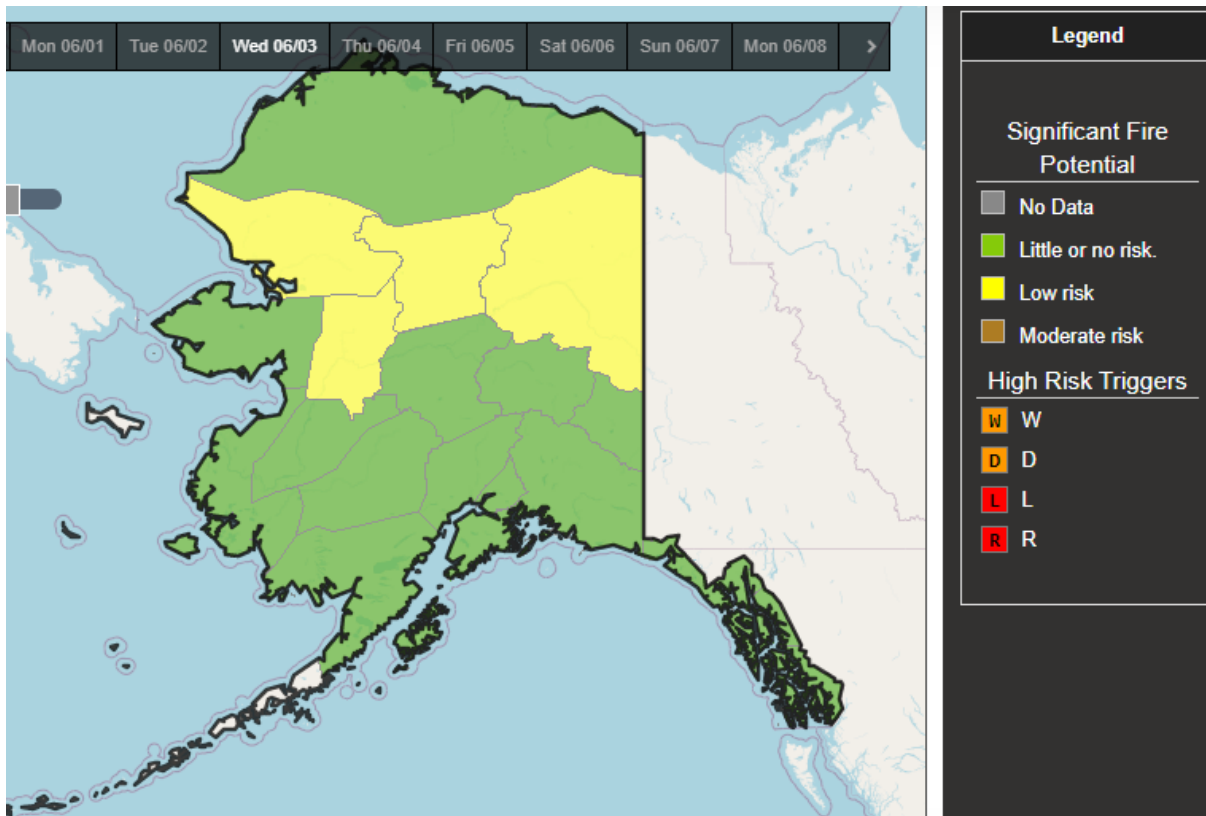 Mon 06/01 Tue 06/02 Wed 06/03 Thu 06/04 Fri 06/05 Sat 06/06 Sun 06/07 Mon 06/08 >
Legend
Significant Fire
Potential
No Data
Little or no risk.
Low risk
Moderate risk
High Risk Triggers
W W
D D
L L
R R